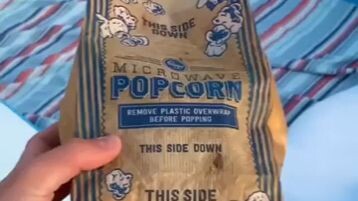 THIS SIDE
DOWN
MICROWAVE
POPCORN
REMOVE PLASTIC OVERWRAP
BEFORE POPPING
THIS SIDE DOWN
THIS SIDE